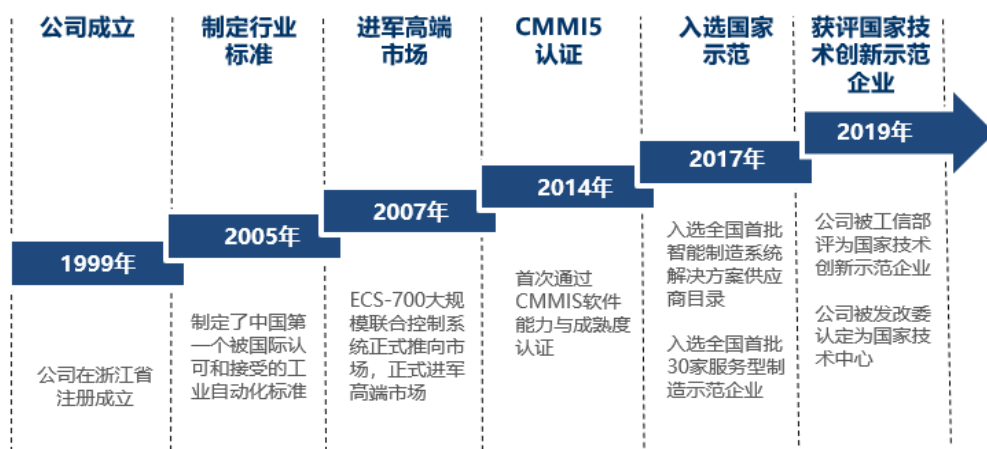 公司成立
制定行业
标准
进军高端
市场
CMMI5
认证
入选国家
示范
获评国家技
术创新示范
企业
1999年
2005年
2007年
2014年
2017年
2019年
公司在浙江省
注册成立
制定了中国第
一个被国际认
可和接受的工
业自动化标准
ECS-700大规
模联合控制系
统正式推向市
场，正式进军
高端市场
首次通过
CMMIS软件
能力与成熟度
认证
入选全国首批
智能制造系统
解决方案供应
商目录
入选全国首批
30家服务型制
造示范企业
公司被工信部
评为国家技术
创新示范企业
公司被发改委
认定为国家技
术中心